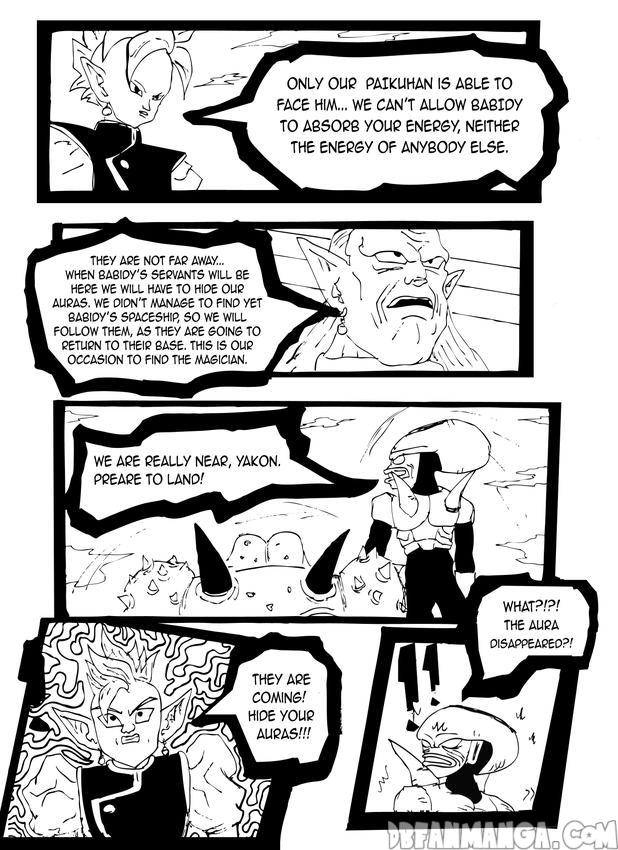 ONLY OUR PAIKUHAN IS ABLE TO
FACE HIM... WE CAN'T ALLOW BABIDY
TO ABSORB YOUR ENERGY, NEITHER
THE ENERGY OF ANYBODY ELSE.
THEY ARE NOT FAR AWAY...
WHEN BABIDY'S SERVANTS WILL BE
HERE WE WILL HAVE TO HIDE OUR
AURAS. WE DIDN'T MANAGE TO FIND YET
BABIDY'S SPACESHIP, SO WE WILL
FOLLOW THEM, AS THEY ARE GOING TO
RETURN TO THEIR BASE. THIS IS OUR
OCCASION TO FIND THE MAGICIAN.
WE ARE REALLY NEAR, YAKON.
PREARE TO LAND!
THEY ARE
COMING!
HIDE YOUR
AURAS!!!
WHAT?!?!
THE AURA
DISAPPEARED?!
DBFANMANGA.COM